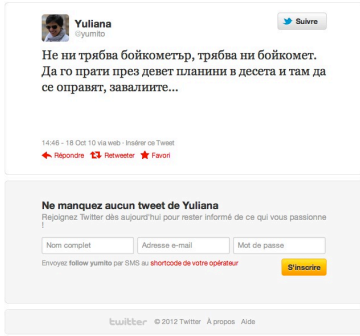 Yuliana
@yumito
Suivre
Не ни трябва бойкометър, трябва ни бойкомет.
Да го прати през девет планини в десета и там да
се оправят, завалиите...
14:46 - 18 Oct 10 via web · Insérer ce Tweet
Répondre Retweeter Favori
Ne manquez aucun tweet de Yuliana
Rejoignez Twitter dès aujourd'hui pour rester informé de ce qui vous passionne
!
Nom complet Adresse e-mail Mot de passe
Envoyez follow yumito par SMS au shortcode de votre opérateur
S'inscrire
twitter © 2012 Twitter À propos Aide